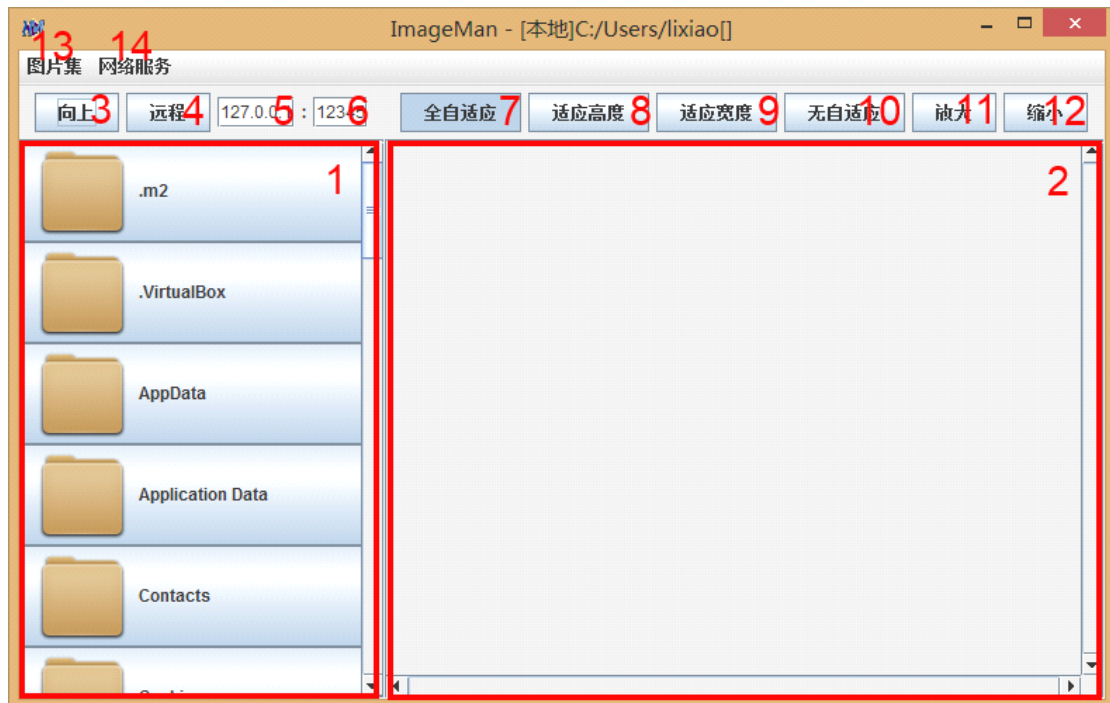 ImageMan - [本地]C:/Users/lixiao[]
13 14
图片集 网络服务
向上 3 远程 4 127.0.0.1 5 : 12345 6 全自适应 7 适应高度 8 适应宽度 9 无自适应 10 放大 11 缩小 12
1 2
.m2
.VirtualBox
AppData
Application Data
Contacts